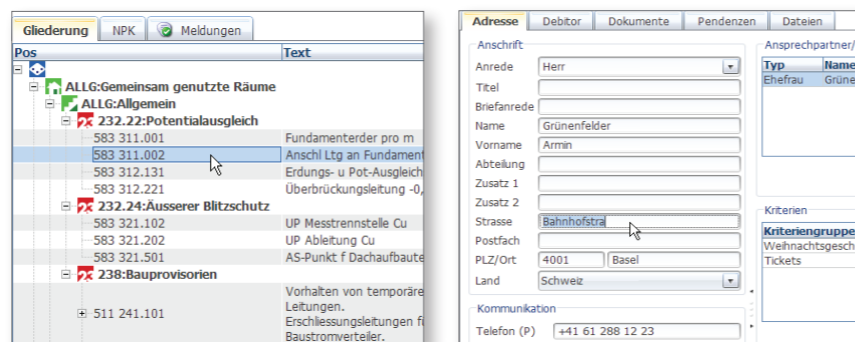 Gliederung NPK Meldungen
Pos Text
ALLG:Gemeinsam genutzte Räume
ALLG:Allgemein
232.22:Potentialausgleich
583 311.001 Fundamenterder pro m
583 311.002 Anschl Ltg an Fundament
583 312.131 Erdungs- u Pot-Ausgleich
583 312.221 Überbrückungsleitung -0,
232.24:Äusserer Blitzschutz
583 321.102 UP Messtrennstelle Cu
583 321.202 UP Ableitung Cu
583 321.501 AS-Punkt f Dachaufbaute
238:Bauprovisorien
511 241.101 Vorhalten von temporäre
Leitungen.
Erschliessungsleitungen fi
Baustromverteiler.
Adresse Debitor Dokumente Pendenzen Dateien
Anschrift
Anrede Herr
Titel
Briefanrede
Name Grünenfelder
Vorname Armin
Abteilung
Zusatz 1
Zusatz 2
Strasse Bahnhofstra
Postfach
PLZ/Ort 4001 Basel
Land Schweiz
Kommunikation
Telefon (P) +41 61 288 12 23
Ansprechpartner/
Typ Name
Ehefrau Grüne
Kriterien
Kriteriengruppe
Weihnachtsgesch
Tickets